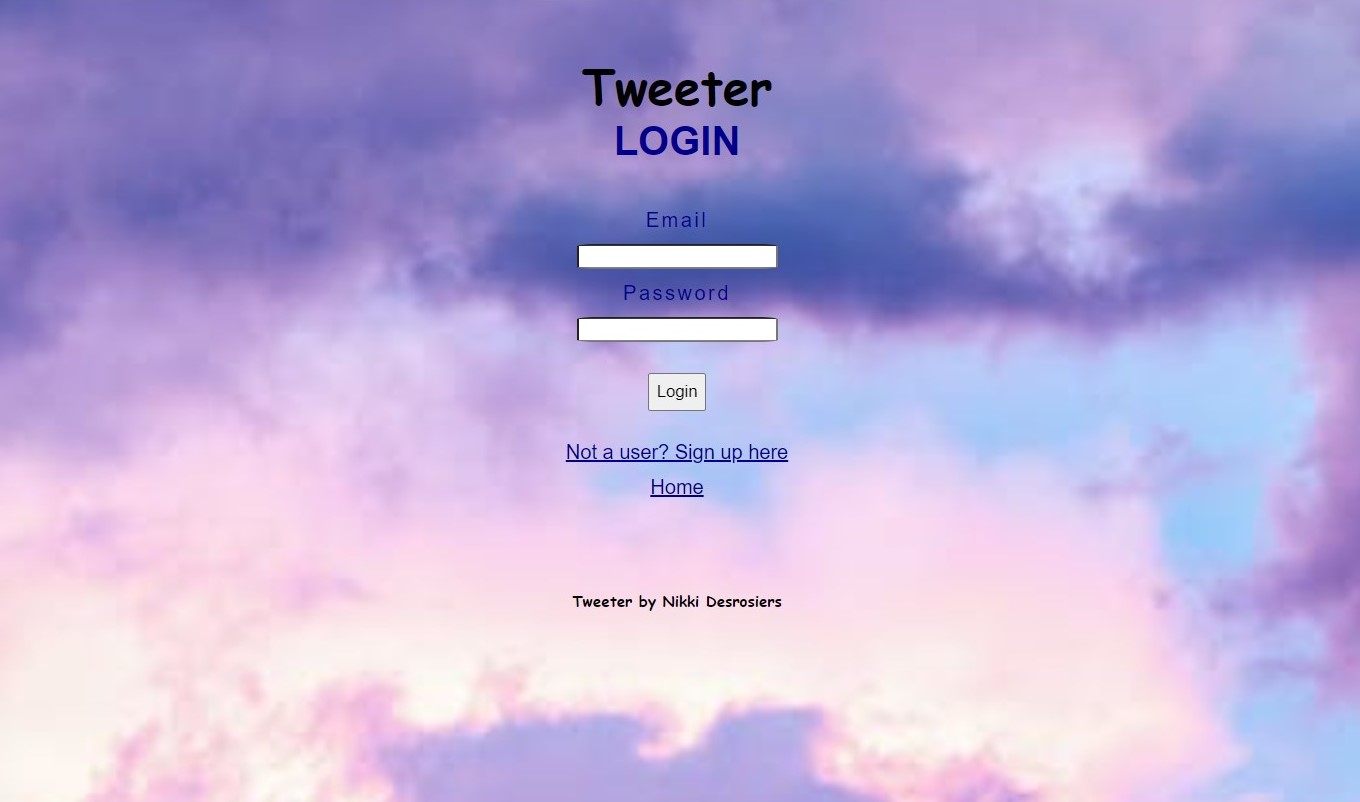 Tweeter
LOGIN
Email
Password
Login
Not a user? Sign up here
Home
Tweeter by Nikki Desrosiers